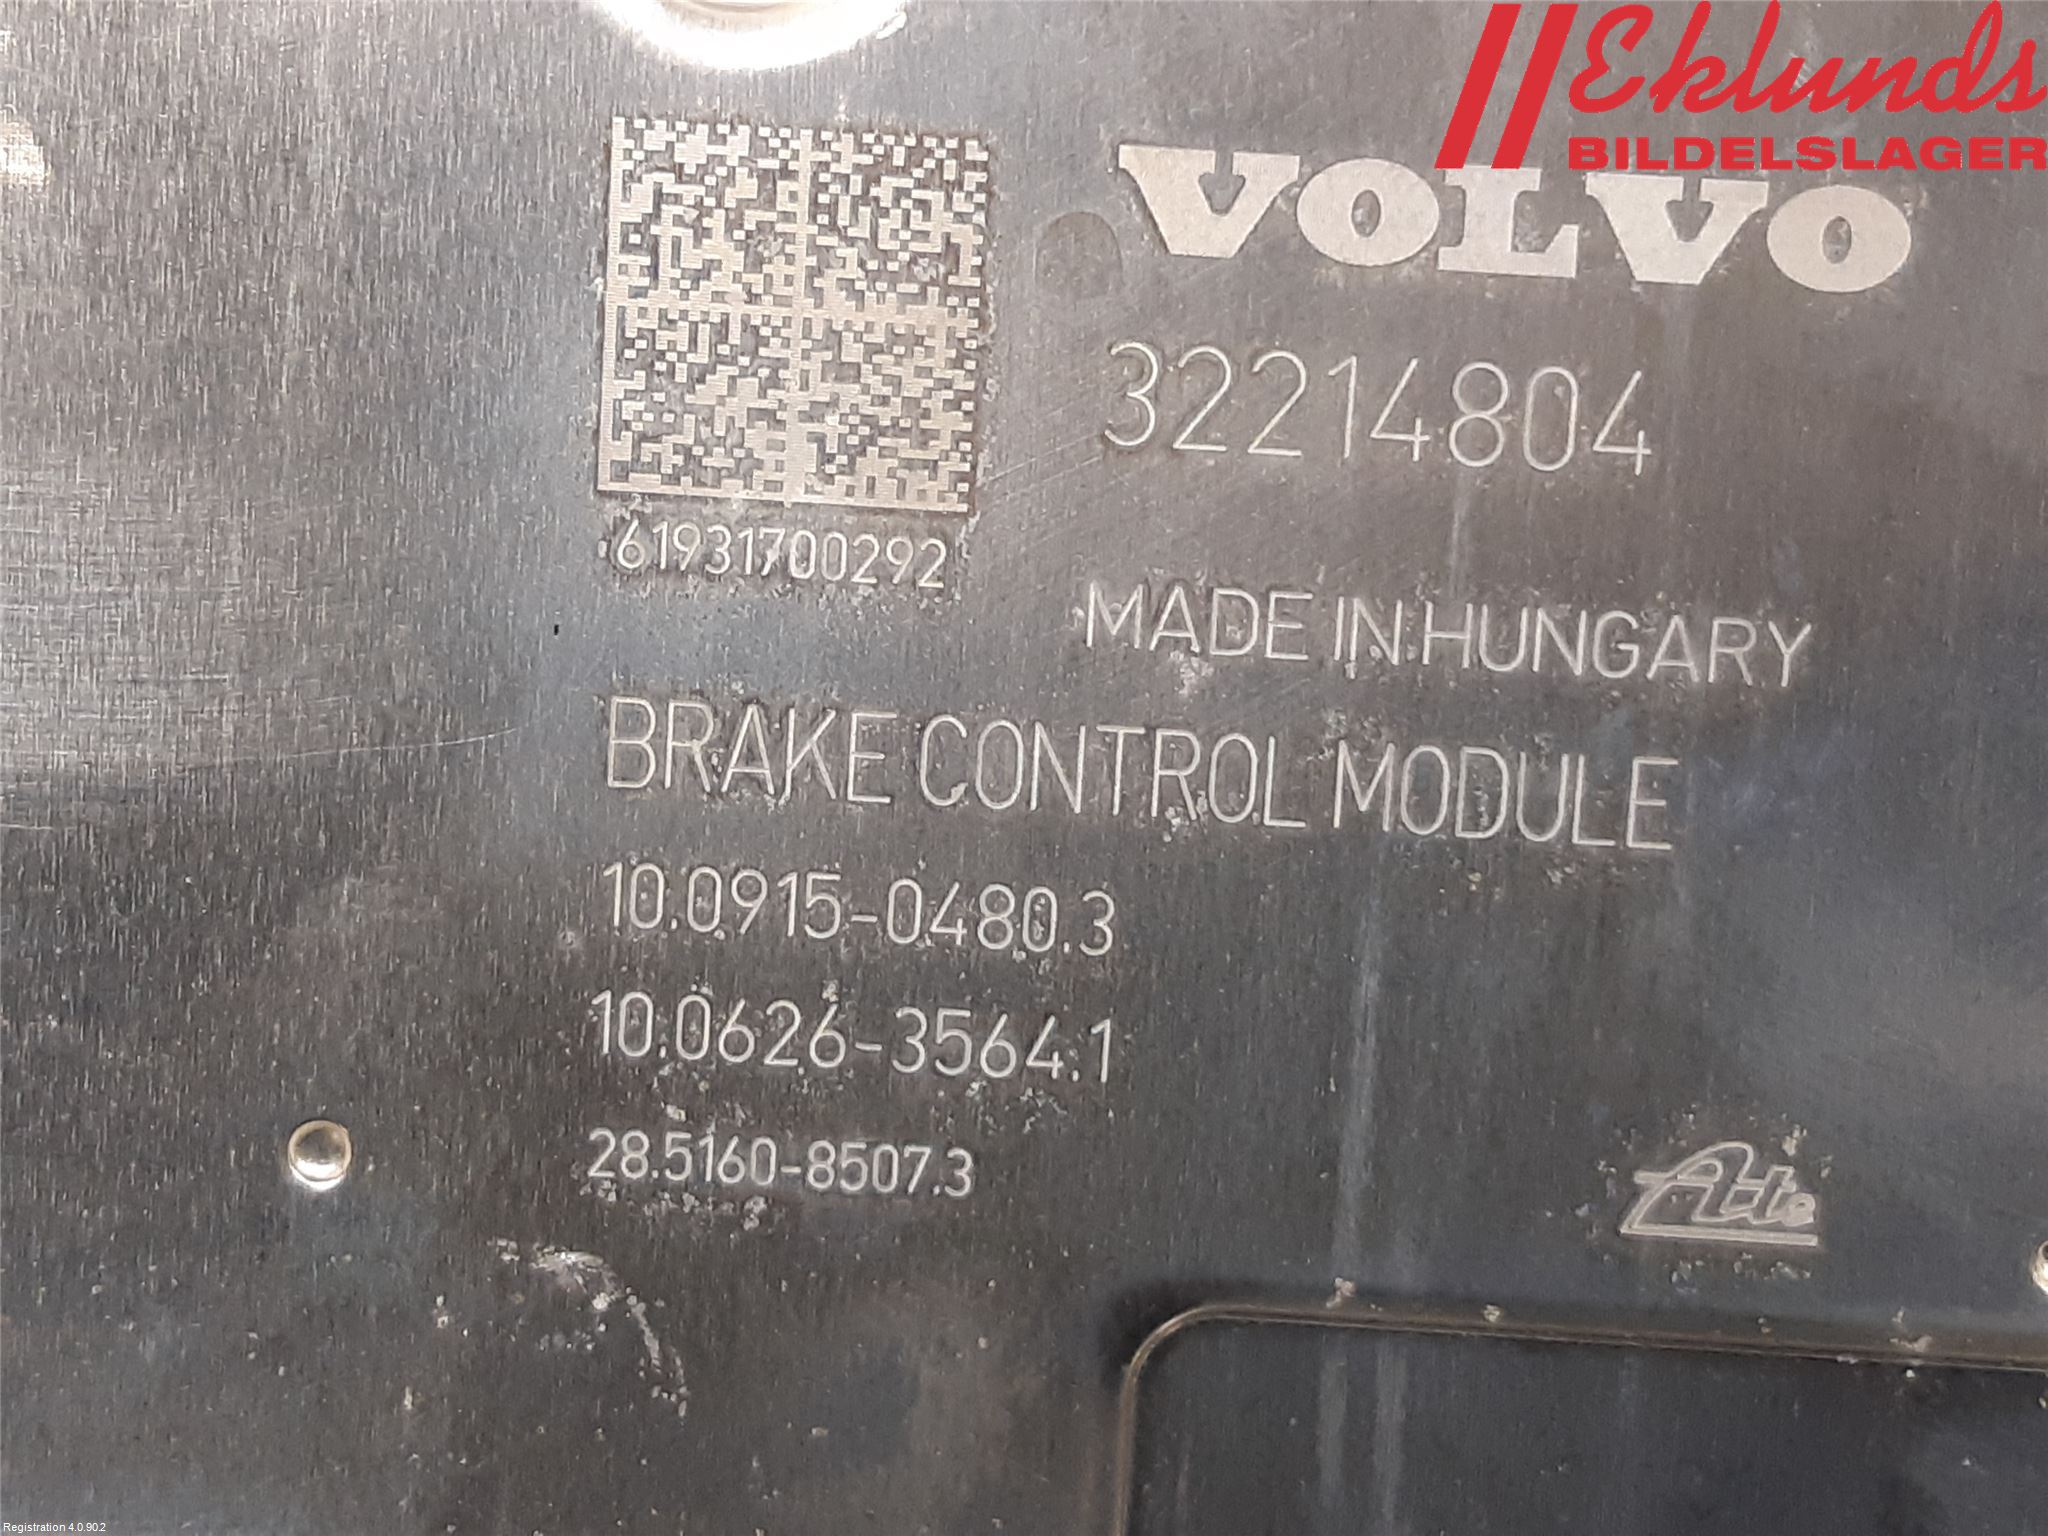 Eklunds
BILDELSLAGER
VOLVO
32214804
61931700292
MADE IN HUNGARY
BRAKE CONTROL MODULE
10.0915-0480.3
10.0626-3564.1
28.5160-8507.3
Ate
Registration 4.0.902